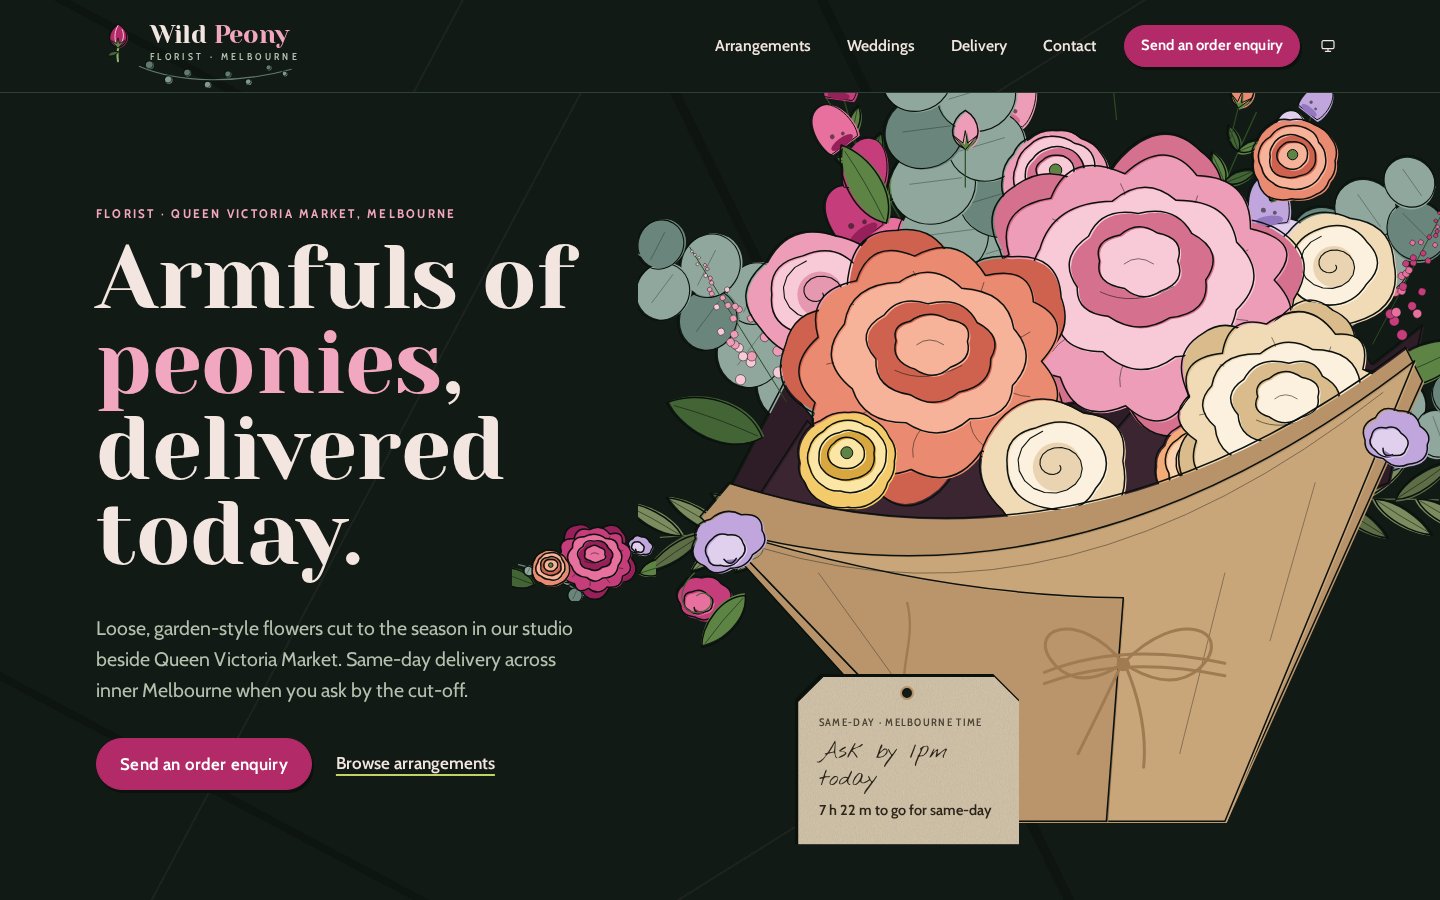 Wild Peony
FLORIST · MELBOURNE
Arrangements
Weddings
Delivery
Contact
Send an order enquiry
FLORIST · QUEEN VICTORIA MARKET, MELBOURNE
Armfuls of
peonies,
delivered
today.
Loose, garden-style flowers cut to the season in our studio
beside Queen Victoria Market. Same-day delivery across
inner Melbourne when you ask by the cut-off.
Send an order enquiry
Browse arrangements
SAME-DAY · MELBOURNE TIME
Ask by 1pm
today
7 h 22 m to go for same-day